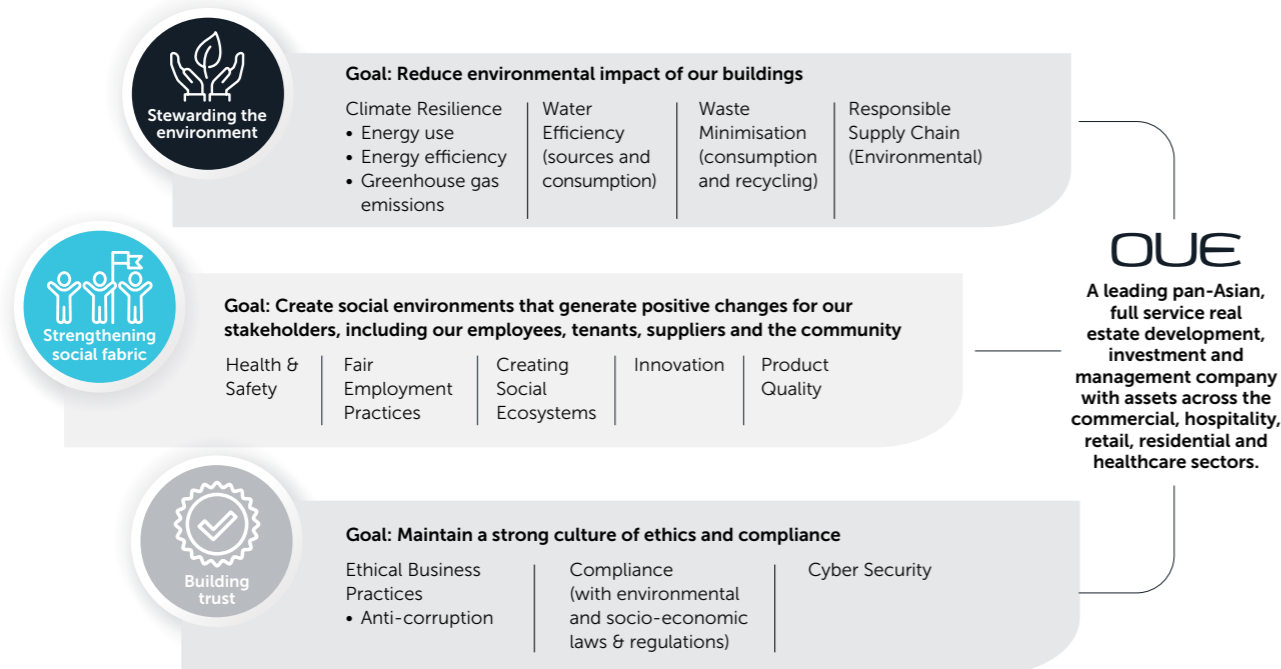 Stewarding the
environment
Goal: Reduce environmental impact of our buildings
Climate Resilience
• Energy use
• Energy efficiency
• Greenhouse gas
emissions
Water
Efficiency
(sources and
consumption)
Waste
Minimisation
(consumption
and recycling)
Responsible
Supply Chain
(Environmental)
Strengthening
social fabric
Goal: Create social environments that generate positive changes for our
stakeholders, including our employees, tenants, suppliers and the community
Health &
Safety
Fair
Employment
Practices
Creating
Social
Ecosystems
Innovation
Product
Quality
Building
trust
Goal: Maintain a strong culture of ethics and compliance
Ethical Business
Practices
• Anti-corruption
Compliance
(with environmental
and socio-economic
laws & regulations)
Cyber Security
OUE
A leading pan-Asian,
full service real
estate development,
investment and
management company
with assets across the
commercial, hospitality,
retail, residential and
healthcare sectors.